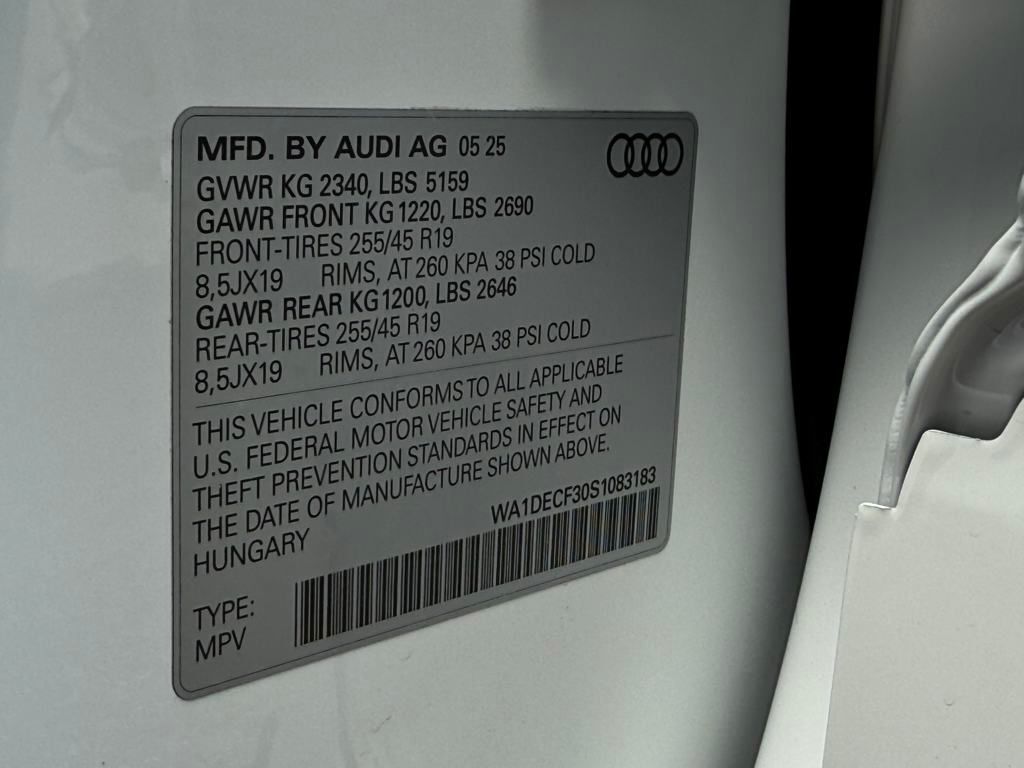 MFD. BY AUDI AG 05 25
GVWR KG 2340, LBS 5159
GAWR FRONT KG 1220, LBS 2690
FRONT-TIRES 255/45 R19
8,5JX19 RIMS, AT 260 KPA 38 PSI COLD
GAWR REAR KG1200, LBS 2646
REAR-TIRES 255/45 R19
8,5JX19 RIMS, AT 260 KPA 38 PSI COLD
THIS VEHICLE CONFORMS TO ALL APPLICABLE
U.S. FEDERAL MOTOR VEHICLE SAFETY AND
THEFT PREVENTION STANDARDS IN EFFECT ON
THE DATE OF MANUFACTURE SHOWN ABOVE.
HUNGARY
WA1DECF30S1083183
TYPE:
MPV